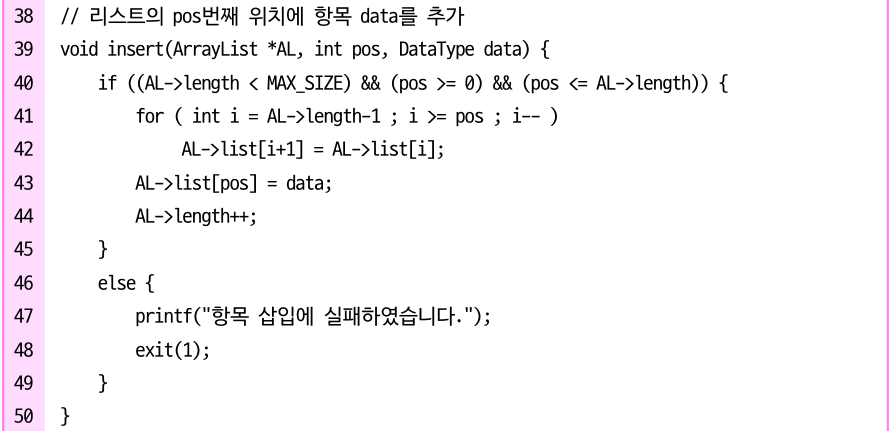 38 // 리스트의 pos번째 위치에 항목 data를 추가
39 void insert(ArrayList *AL, int pos, DataType data) {
40     if ((AL->length < MAX_SIZE) && (pos >= 0) && (pos <= AL->length)) {
41         for ( int i = AL->length-1 ; i >= pos ; i-- )
42              AL->list[i+1] = AL->list[i];
43         AL->list[pos] = data;
44         AL->length++;
45     }
46     else {
47         printf("항목 삽입에 실패하였습니다.");
48         exit(1);
49     }
50 }